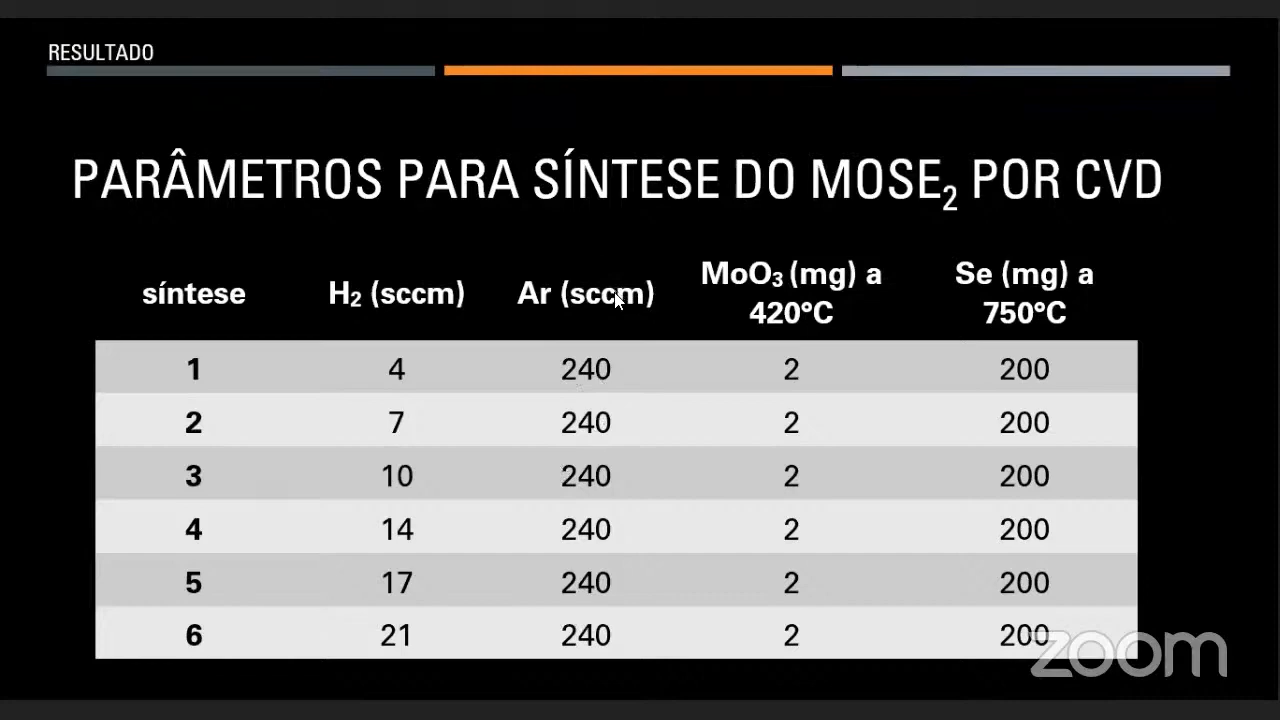 RESULTADO
PARÂMETROS PARA SÍNTESE DO MOSE₂ POR CVD
síntese H₂ (sccm) Ar (sccm) MoO₃ (mg) a 420°C Se (mg) a 750°C
1 4 240 2 200
2 7 240 2 200
3 10 240 2 200
4 14 240 2 200
5 17 240 2 200
6 21 240 2 200
zoom